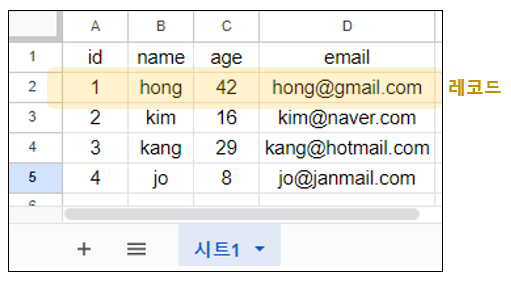 A B C D
1 id name age email
2 1 hong 42 hong@gmail.com 레코드
3 2 kim 16 kim@naver.com
4 3 kang 29 kang@hotmail.com
5 4 jo 8 jo@janmail.com
시트1